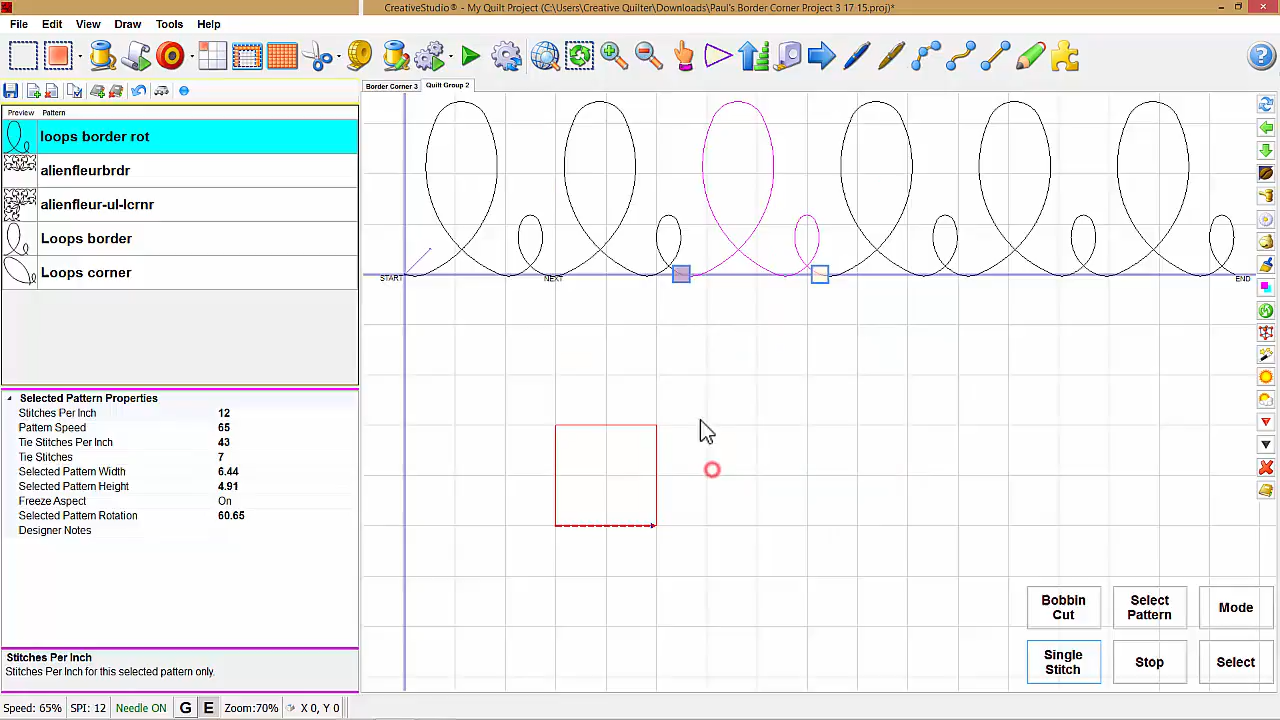 CreativeStudio® - My Quilt Project (C:\Users\Creative Quilter\Downloads\Paul's Border Corner Project 3 17 15.proj)*
File Edit View Draw Tools Help
Border Corner 3 Quilt Group 2
Preview Pattern
loops border rot
alienfleurbrdr
alienfleur-ul-lcrnr
Loops border
Loops corner
START NEXT END
Selected Pattern Properties
Stitches Per Inch 12
Pattern Speed 65
Tie Stitches Per Inch 43
Tie Stitches 7
Selected Pattern Width 6.44
Selected Pattern Height 4.91
Freeze Aspect On
Selected Pattern Rotation 60.65
Designer Notes
Bobbin Cut
Select Pattern
Mode
Single Stitch
Stop
Select
Stitches Per Inch
Stitches Per Inch for this selected pattern only.
Speed: 65% SPI: 12 Needle ON G E Zoom:70% X 0, Y 0